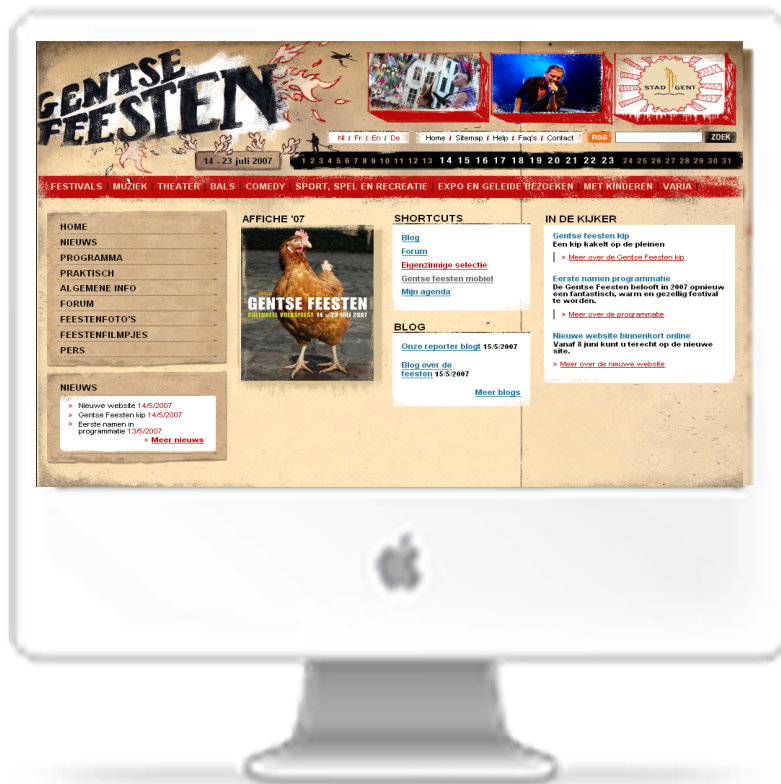 GENTSE
FEESTEN
STAD GENT
Nl / Fr / En / De
Home / Sitemap / Help / Faq's / Contact
RSS
ZOEK
14 - 23 juli 2007
1 2 3 4 5 6 7 8 9 10 11 12 13 14 15 16 17 18 19 20 21 22 23 24 25 26 27 28 29 30 31
FESTIVALS | MUZIEK | THEATER | BALS | COMEDY | SPORT, SPEL EN RECREATIE | EXPO EN GELEIDE BEZOEKEN | MET KINDEREN | VARIA |
HOME
NIEUWS
PROGRAMMA
PRAKTISCH
ALGEMENE INFO
FORUM
FEESTENFOTO'S
FEESTENFILMPJES
PERS
NIEUWS
» Nieuwe website 14/5/2007
» Gentse Feesten kip 14/5/2007
» Eerste namen in
programmatie 13/5/2007
» Meer nieuws
AFFICHE '07
GENTSE FEESTEN
CULTUREEL VOLKSFEEST 14 > 23 JULI 2007
SHORTCUTS
Blog
Forum
Eigenzinnige selectie
Gentse feesten mobiel
Mijn agenda
BLOG
Onze reporter blogt 15/5/2007
Blog over de
feesten 15/5/2007
Meer blogs
IN DE KIJKER
Gentse feesten kip
Een kip kakelt op de pleinen
» Meer over de Gentse Feesten kip
Eerste namen programmatie
De Gentse Feesten belooft in 2007 opnieuw
een fantastisch, warm en gezellig festival
te worden.
» Meer over de programmatie
Nieuwe website binnenkort online
Vanaf 8 juni kunt u terecht op de nieuwe
site.
» Meer over de nieuwe website